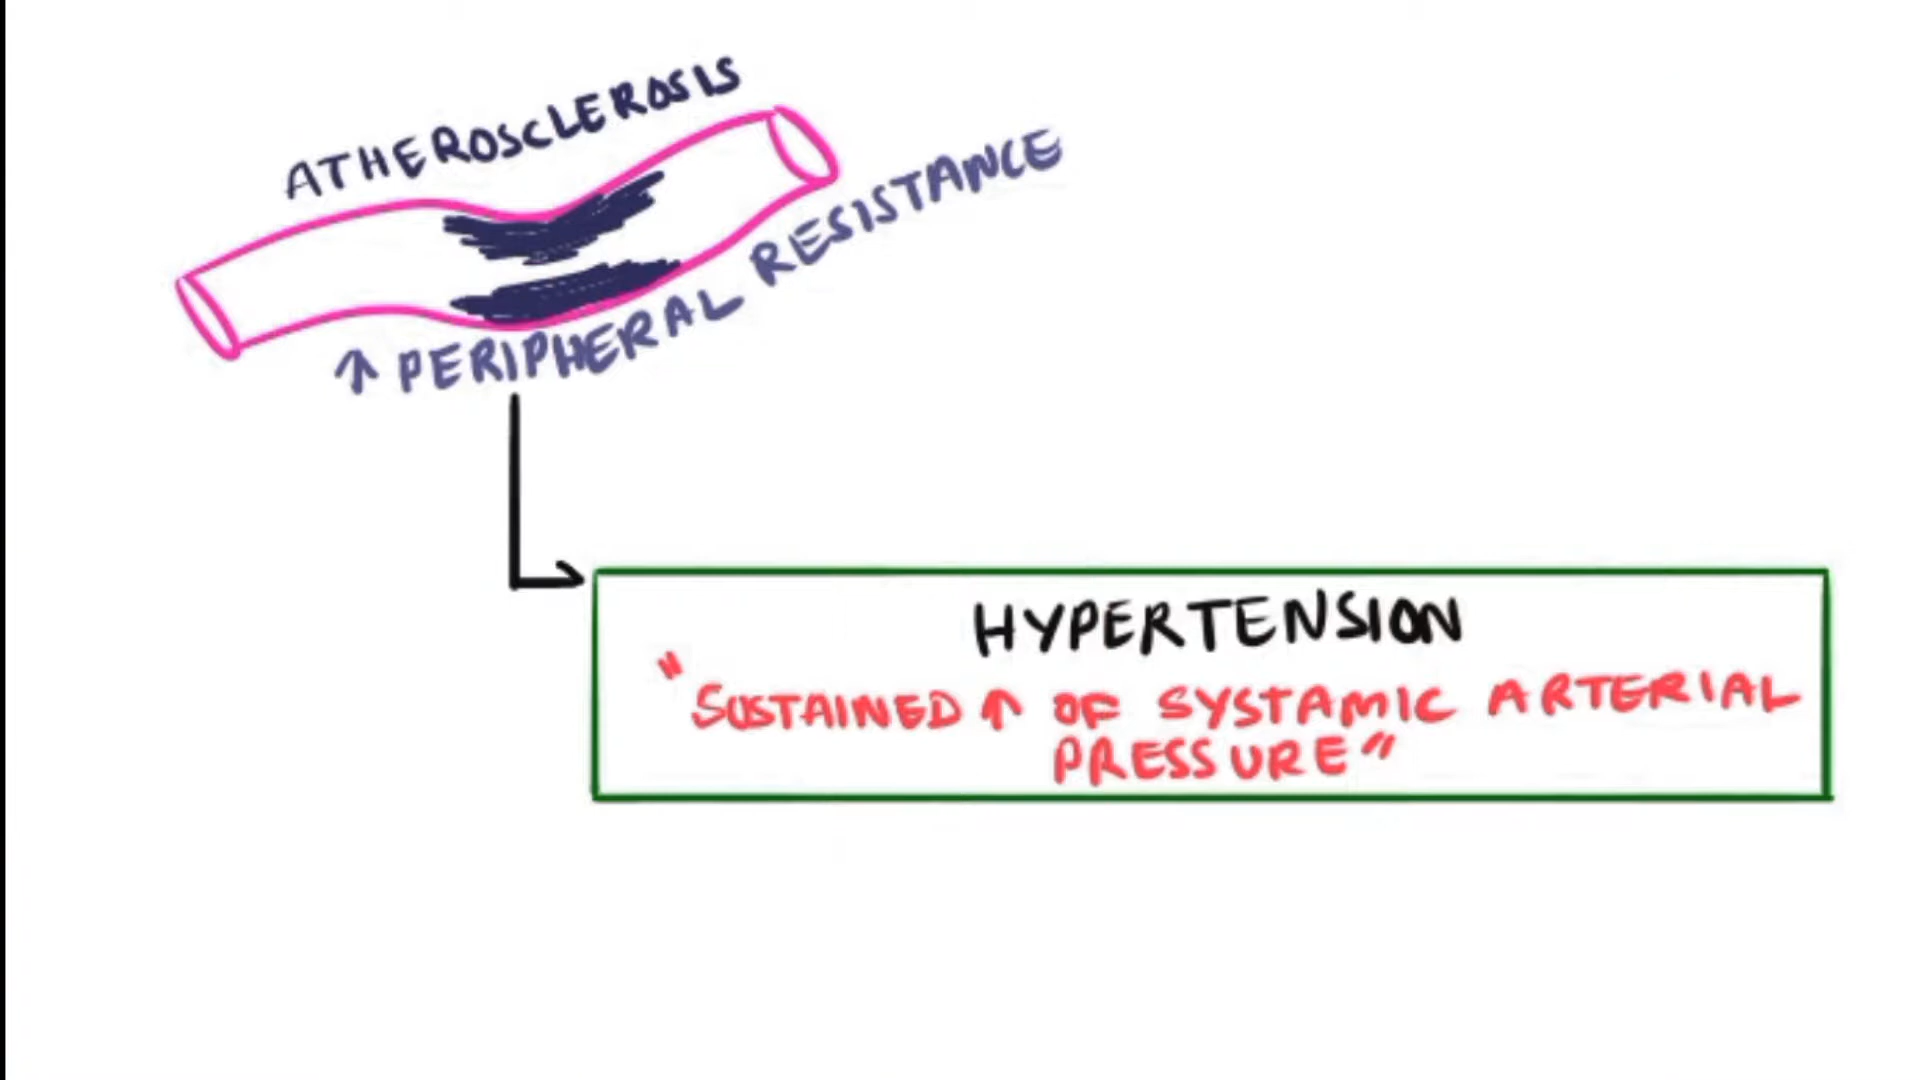 ATHEROSCLEROSIS
↑ PERIPHERAL RESISTANCE
HYPERTENSION
"SUSTAINED ↑ OF SYSTAMIC ARTERIAL
PRESSURE"